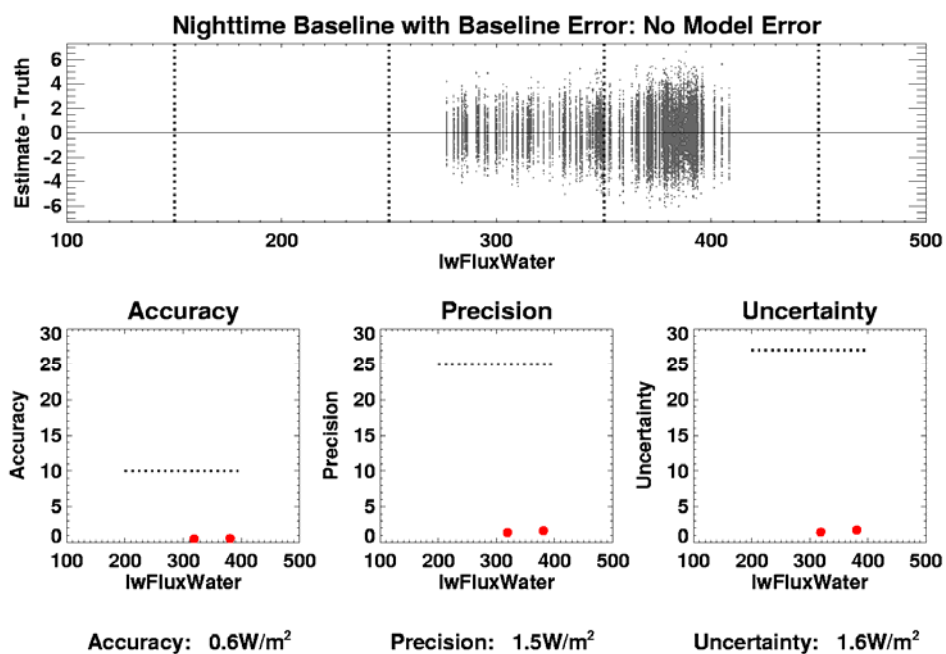 Nighttime Baseline with Baseline Error: No Model Error
Estimate - Truth
6
4
2
0
-2
-4
-6
100 200 300 400 500
lwFluxWater
Accuracy Precision Uncertainty
Accuracy
30
25
20
15
10
5
0
100 200 300 400 500
lwFluxWater
Precision
30
25
20
15
10
5
0
100 200 300 400 500
lwFluxWater
Uncertainty
30
25
20
15
10
5
0
100 200 300 400 500
lwFluxWater
Accuracy: 0.6W/m² Precision: 1.5W/m² Uncertainty: 1.6W/m²